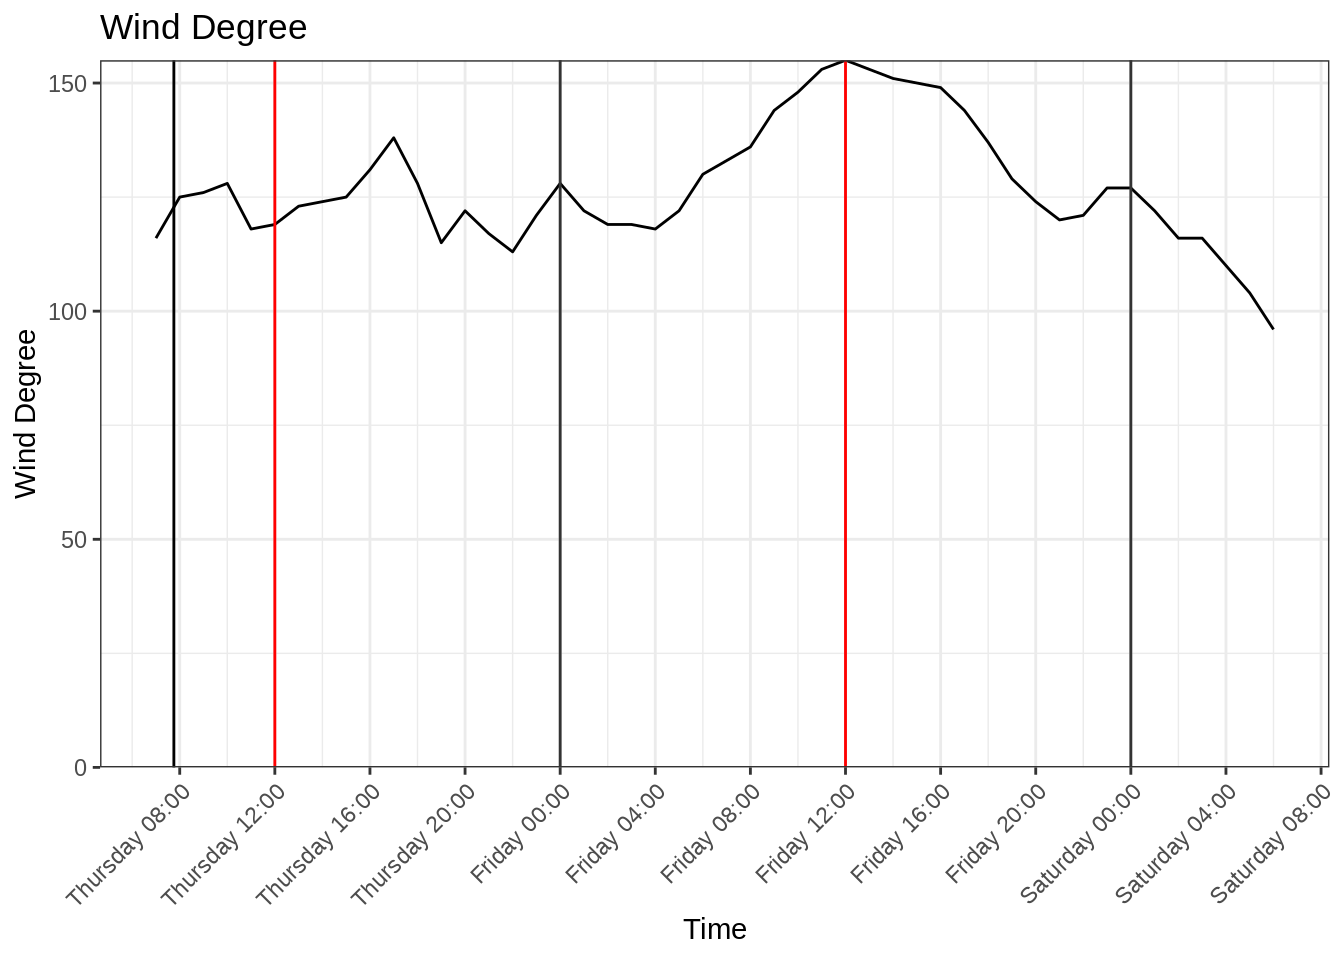 Wind Degree
Wind Degree
150
100
50
0
Thursday 08:00
Thursday 12:00
Thursday 16:00
Thursday 20:00
Friday 00:00
Friday 04:00
Friday 08:00
Friday 12:00
Friday 16:00
Friday 20:00
Saturday 00:00
Saturday 04:00
Saturday 08:00
Time